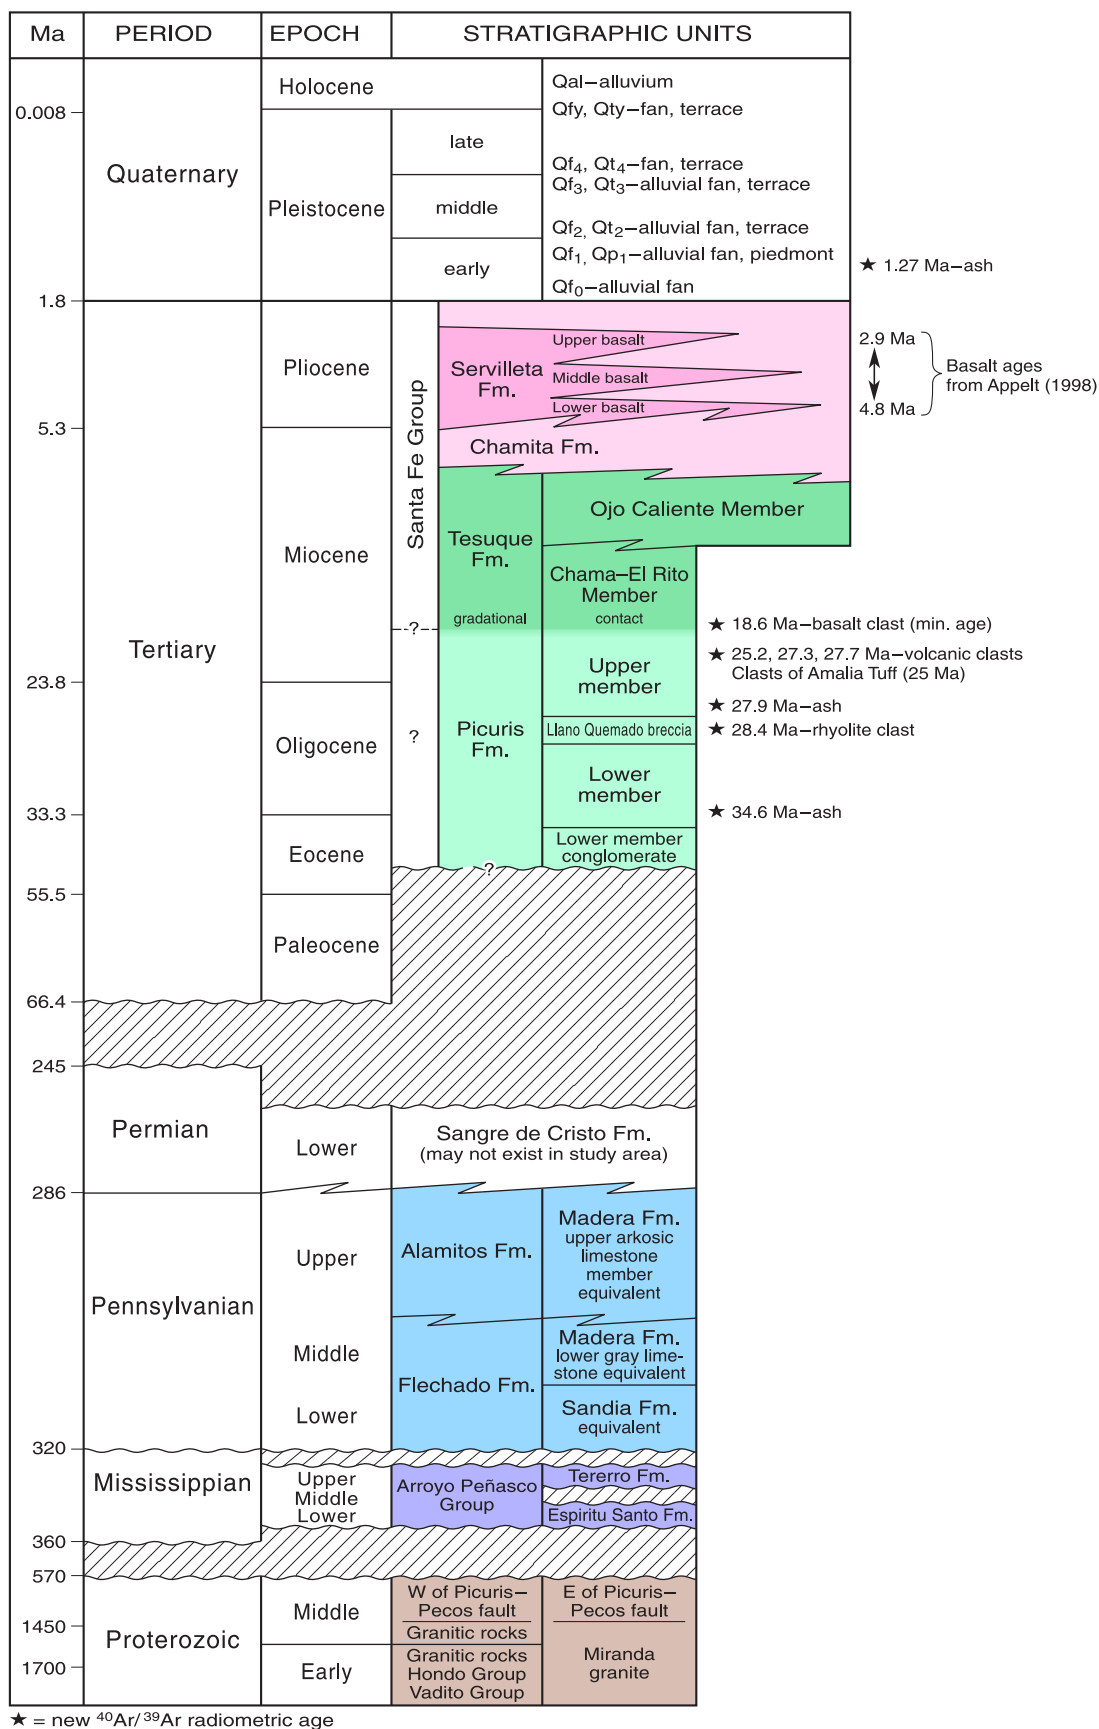 Ma PERIOD EPOCH STRATIGRAPHIC UNITS
Holocene
Qal–alluvium
0.008
Qfy, Qty–fan, terrace
late
Qf4, Qt4–fan, terrace
Quaternary
Qf3, Qt3–alluvial fan, terrace
Pleistocene
middle
Qf2, Qt2–alluvial fan, terrace
Qf1, Qp1–alluvial fan, piedmont
early
★ 1.27 Ma–ash
Qf0–alluvial fan
1.8
Pliocene
Santa Fe Group
Servilleta
Fm.
Upper basalt
Middle basalt
Lower basalt
2.9 Ma
4.8 Ma
Basalt ages
from Appelt (1998)
5.3
Chamita Fm.
Ojo Caliente Member
Tesuque
Fm.
Miocene
Chama–El Rito
Member
gradational
contact
?
★ 18.6 Ma–basalt clast (min. age)
Tertiary
★ 25.2, 27.3, 27.7 Ma–volcanic clasts
Clasts of Amalia Tuff (25 Ma)
Upper
member
23.8
★ 27.9 Ma–ash
Oligocene
?
Picuris
Fm.
Llano Quemado breccia
★ 28.4 Ma–rhyolite clast
Lower
member
33.3
★ 34.6 Ma–ash
Eocene
Lower member
conglomerate
?
55.5
Paleocene
66.4
245
Permian
Lower
Sangre de Cristo Fm.
(may not exist in study area)
286
Upper
Alamitos Fm.
Madera Fm.
upper arkosic
limestone
member
equivalent
Pennsylvanian
Middle
Madera Fm.
lower gray lime-
stone equivalent
Flechado Fm.
Lower
Sandia Fm.
equivalent
320
Mississippian
Upper
Middle
Lower
Arroyo Peñasco
Group
Tererro Fm.
Espiritu Santo Fm.
360
570
Proterozoic
Middle
W of Picuris–
Pecos fault
E of Picuris–
Pecos fault
1450
Granitic rocks
1700
Early
Granitic rocks
Hondo Group
Vadito Group
Miranda
granite
★ = new 40Ar/39Ar radiometric age